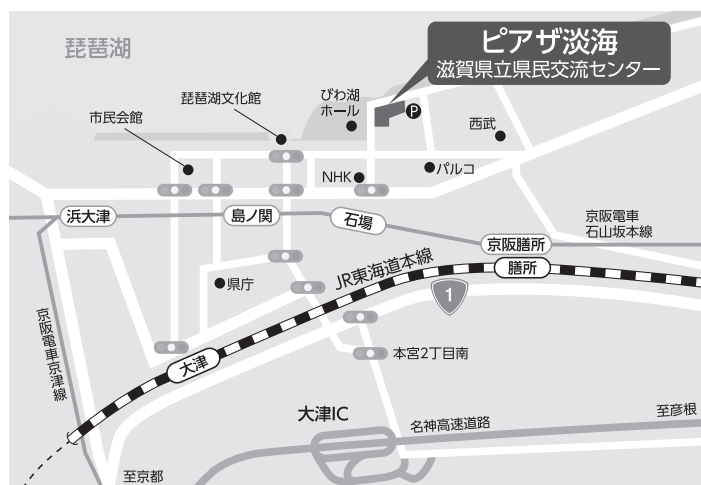 琵琶湖
ピアザ淡海
滋賀県立県民交流センター
市民会館
琵琶湖文化館
びわ湖
ホール
P
西武
NHK
パルコ
浜大津
島ノ関
石場
京阪膳所
京阪電車
石山坂本線
県庁
JR東海道本線
膳所
1
京阪電車京津線
大津
本宮2丁目南
大津IC
名神高速道路
至彦根
至京都